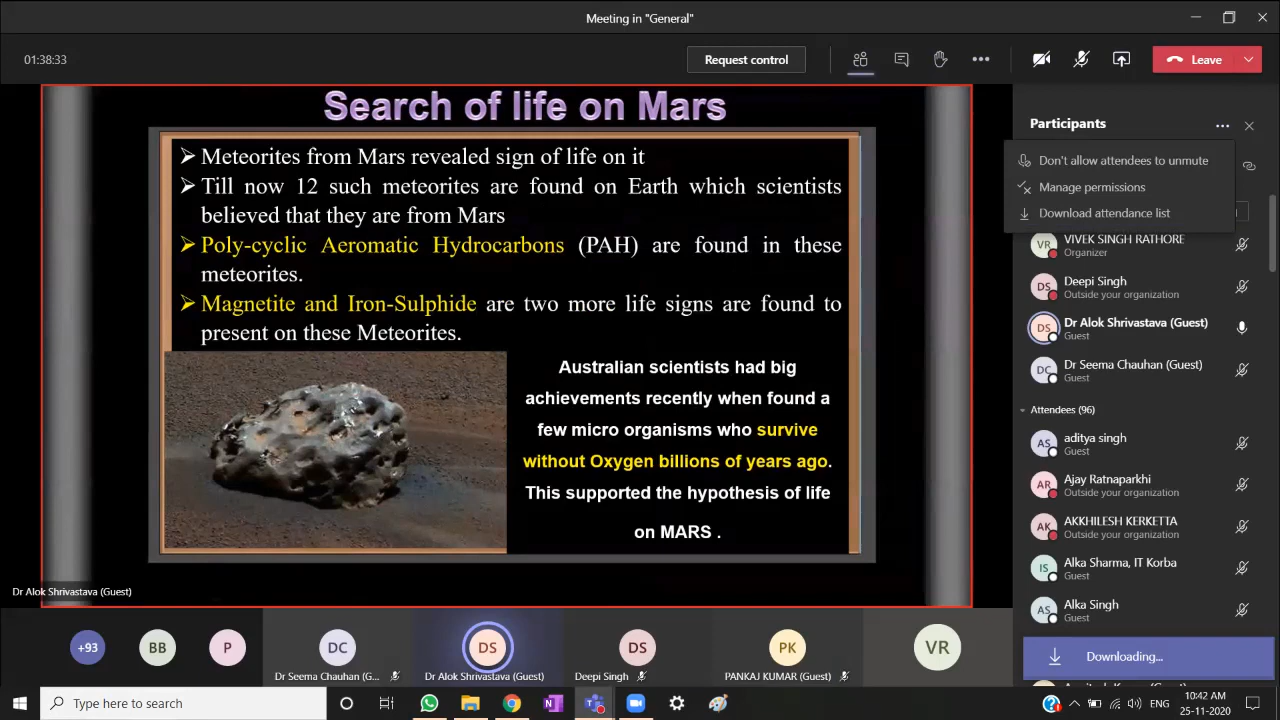 Meeting in "General"
01:38:33
Request control
Leave
Search of life on Mars
Meteorites from Mars revealed sign of life on it
Till now 12 such meteorites are found on Earth which scientists
believed that they are from Mars
Poly-cyclic Aeromatic Hydrocarbons (PAH) are found in these
meteorites.
Magnetite and Iron-Sulphide are two more life signs are found to
present on these Meteorites.
Australian scientists had big
achievements recently when found a
few micro organisms who survive
without Oxygen billions of years ago.
This supported the hypothesis of life
on MARS .
Dr Alok Shrivastava (Guest)
Participants
Don't allow attendees to unmute
Manage permissions
Download attendance list
VR
VIVEK SINGH RATHORE
Organizer
DS
Deepi Singh
Outside your organization
DS
Dr Alok Shrivastava (Guest)
Guest
DC
Dr Seema Chauhan (Guest)
Guest
Attendees (96)
AS
aditya singh
Guest
AR
Ajay Ratnaparkhi
Outside your organization
AK
AKKHILESH KERKETTA
Outside your organization
IS
Alka Sharma, IT Korba
Guest
AS
Alka Singh
Guest
Downloading...
+93
BB
P
DC
Dr Seema Chauhan (G...
DS
Dr Alok Shrivastava (Guest)
DS
Deepi Singh
PK
PANKAJ KUMAR (Guest)
VR
Type here to search
ENG
10:42 AM
25-11-2020